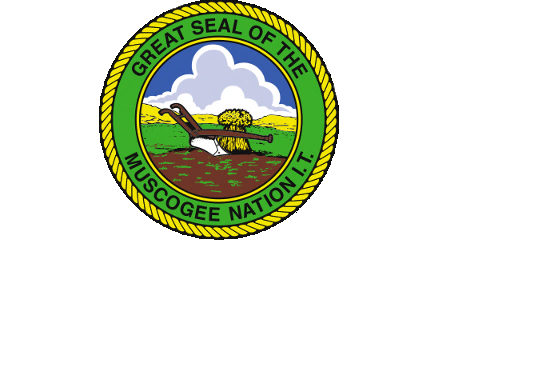 GREAT SEAL OF THE
MUSCOGEE NATION I.T.